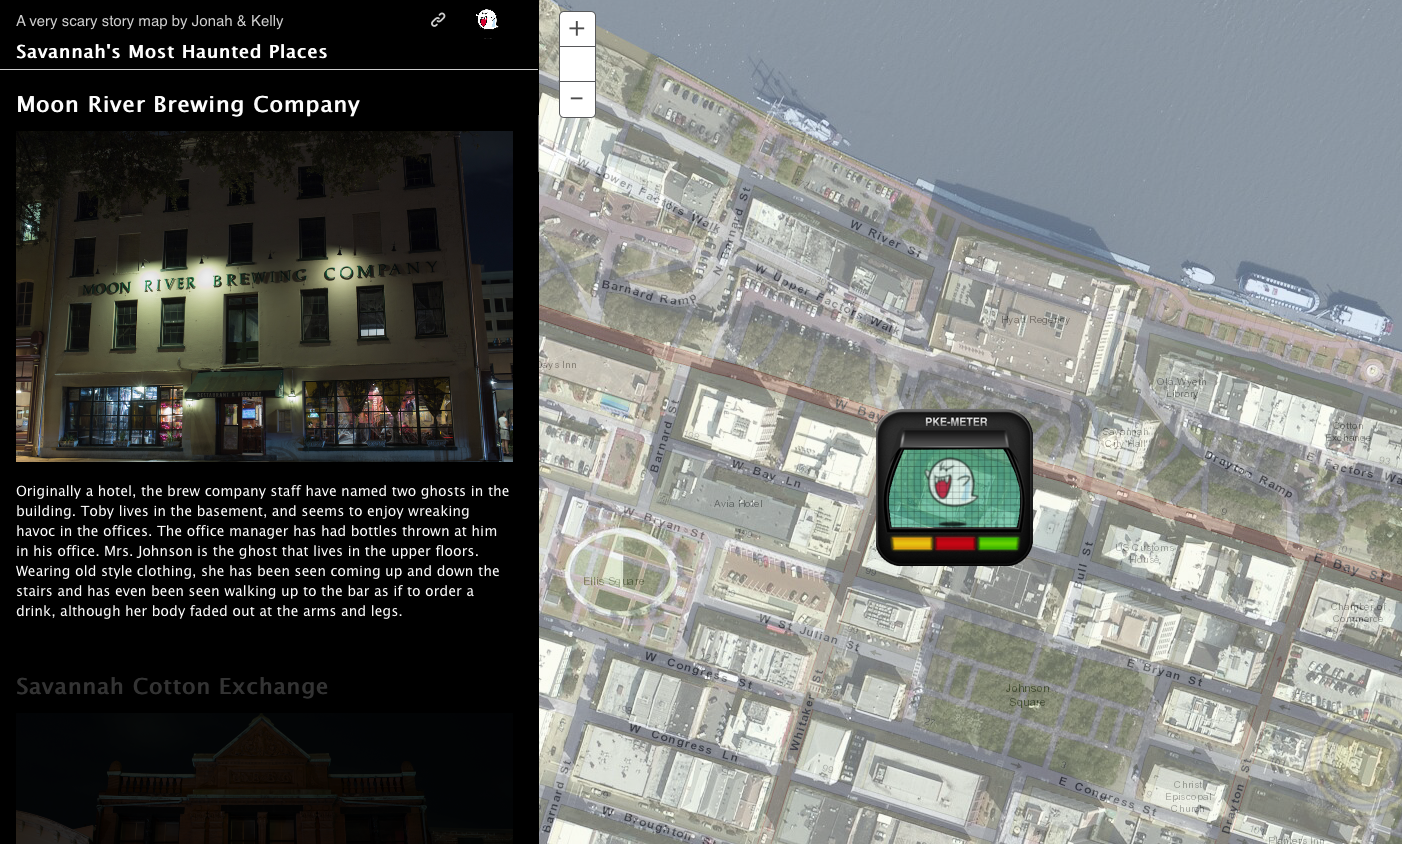 A very scary story map by Jonah & Kelly
Savannah's Most Haunted Places
Moon River Brewing Company
MOON RIVER BREWING COMPANY
Originally a hotel, the brew company staff have named two ghosts in the
building. Toby lives in the basement, and seems to enjoy wreaking
havoc in the offices. The office manager has had bottles thrown at him
in his office. Mrs. Johnson is the ghost that lives in the upper floors.
Wearing old style clothing, she has been seen coming up and down the
stairs and has even been seen walking up to the bar as if to order a
drink, although her body faded out at the arms and legs.
Savannah Cotton Exchange
+
−
W Lower Factors Walk
N Barnard St
W River St
W Upper Factors Walk
Barnard Ramp
Hyatt Regency
Days Inn
Ola Wyeth
Library
W Bay
PKE-METER
Savannah
City Hall
Cotton
Exchange
E Factors Wa
Drayton Ramp
Barnard St
W Bay Ln
Avia Hotel
W Bryan St
Ellis Square
Bull St
US Customs
House
E Bay St
Chamber of
Commerce
W St Julian St
W Congress St
E Bryan St
Johnson
Square
Whitaker St
W Congress Ln
E Congress St
Christ
Episcopal
Church
Drayton St
Barnard St
W Broughton
Planters Inn